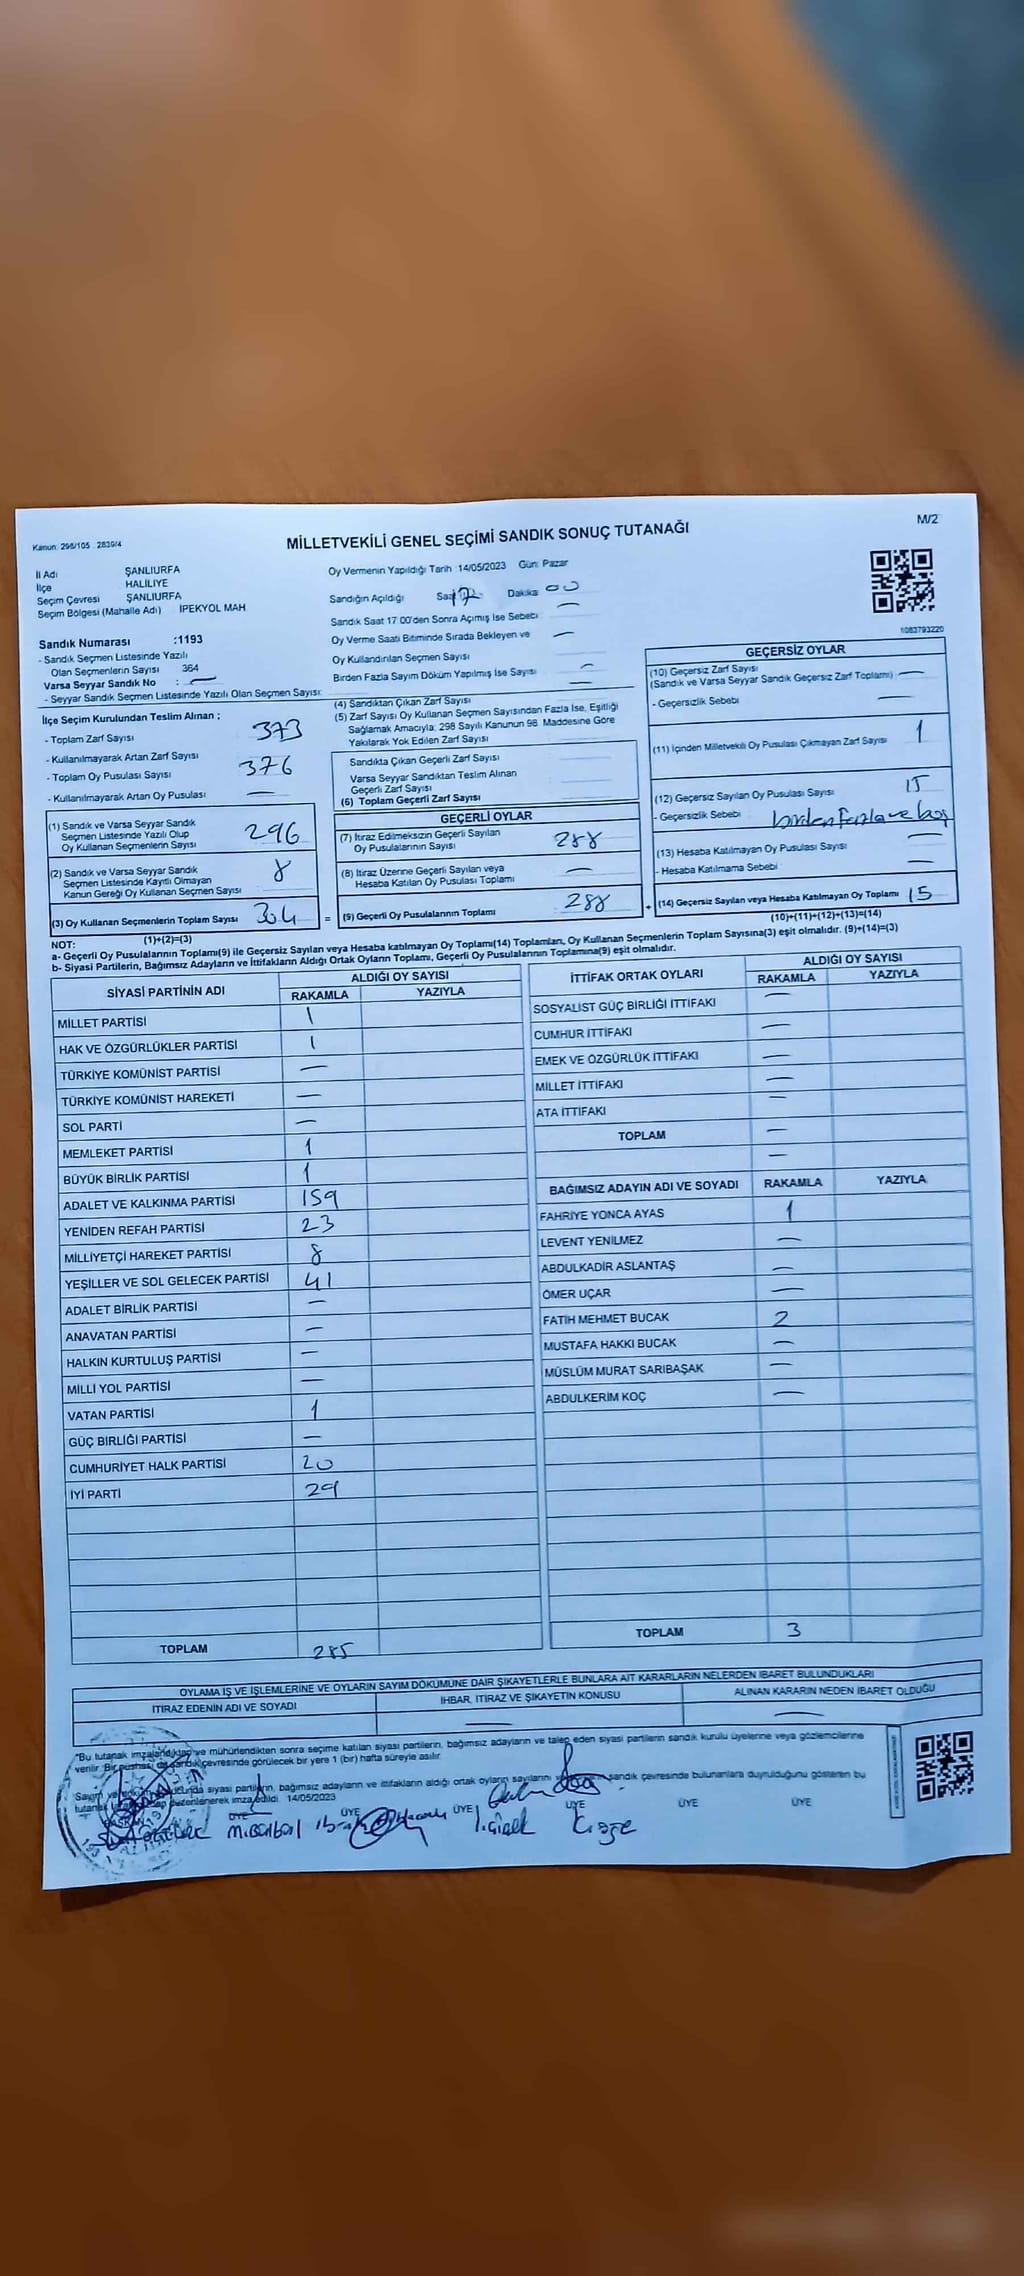 M/2
Kanun: 298/105 2839/4
MİLLETVEKİLİ GENEL SEÇİMİ SANDIK SONUÇ TUTANAĞI
İl Adı ŞANLIURFA
İlçe HALİLİYE
Seçim Çevresi ŞANLIURFA
Seçim Bölgesi (Mahalle Adı) İPEKYOL MAH
Sandık Numarası :1193
- Sandık Seçmen Listesinde Yazılı
Olan Seçmenlerin Sayısı 364
Varsa Seyyar Sandık No : —
- Seyyar Sandık Seçmen Listesinde Yazılı Olan Seçmen Sayısı:
Oy Vermenin Yapıldığı Tarih 14/05/2023 Gün: Pazar
Sandığın Açıldığı Saat 17 Dakika 00
Sandık Saat 17 00'den Sonra Açımış İse Sebebi —
Oy Verme Saati Bitiminde Sırada Bekleyen ve —
Oy Kullandırılan Seçmen Sayısı
Birden Fazla Sayım Döküm Yapılmış İse Sayısı —
1083793220
İlçe Seçim Kurulundan Teslim Alınan ;
- Toplam Zarf Sayısı 373
- Kullanılmayarak Artan Zarf Sayısı
- Toplam Oy Pusulası Sayısı 376
- Kullanılmayarak Artan Oy Pusulası —
(1) Sandık ve Varsa Seyyar Sandık
Seçmen Listesinde Yazılı Olup
Oy Kullanan Seçmenlerin Sayısı 296
(2) Sandık ve Varsa Seyyar Sandık
Seçmen Listesinde Kayıtlı Olmayan
Kanun Gereği Oy Kullanan Seçmen Sayısı 8
(3) Oy Kullanan Seçmenlerin Toplam Sayısı 304 =
(1)+(2)=(3)
(4) Sandıktan Çıkan Zarf Sayısı
(5) Zarf Sayısı Oy Kullanan Seçmen Sayısından Fazla İse, Eşitliği
Sağlamak Amacıyla; 298 Sayılı Kanunun 98. Maddesine Göre
Yakılarak Yok Edilen Zarf Sayısı
Sandıkta Çıkan Geçerli Zarf Sayısı
Varsa Seyyar Sandıktan Teslim Alınan
Geçerli Zarf Sayısı
(6) Toplam Geçerli Zarf Sayısı
GEÇERLİ OYLAR
(7) İtiraz Edilmeksizin Geçerli Sayılan
Oy Pusulalarının Sayısı 288
(8) İtiraz Üzerine Geçerli Sayılan veya
Hesaba Katılan Oy Pusulası Toplamı —
(9) Geçerli Oy Pusulalarının Toplamı 288 +
GEÇERSİZ OYLAR
(10) Geçersiz Zarf Sayısı
(Sandık ve Varsa Seyyar Sandık Geçersiz Zarf Toplamı) —
- Geçersizlik Sebebi —
(11) İçinden Milletvekili Oy Pusulası Çıkmayan Zarf Sayısı 1
(12) Geçersiz Sayılan Oy Pusulası Sayısı 15
- Geçersizlik Sebebi birden fazla ve boş
(13) Hesaba Katılmayan Oy Pusulası Sayısı —
- Hesaba Katılmama Sebebi —
(14) Geçersiz Sayılan veya Hesaba Katılmayan Oy Toplamı 15
(10)+(11)+(12)+(13)=(14)
NOT:
a- Geçerli Oy Pusulalarının Toplamı(9) ile Geçersiz Sayılan veya Hesaba katılmayan Oy Toplamı(14) Toplamları, Oy Kullanan Seçmenlerin Toplam Sayısına(3) eşit olmalıdır. (9)+(14)=(3)
b- Siyasi Partilerin, Bağımsız Adayların ve İttifakların Aldığı Ortak Oyların Toplamı, Geçerli Oy Pusulalarının Toplamına(9) eşit olmalıdır.
SİYASİ PARTİNİN ADI ALDIĞI OY SAYISI
RAKAMLA YAZIYLA
MİLLET PARTİSİ 1
HAK VE ÖZGÜRLÜKLER PARTİSİ 1
TÜRKİYE KOMÜNİST PARTİSİ —
TÜRKİYE KOMÜNİST HAREKETİ —
SOL PARTİ —
MEMLEKET PARTİSİ 1
BÜYÜK BİRLİK PARTİSİ 1
ADALET VE KALKINMA PARTİSİ 159
YENİDEN REFAH PARTİSİ 23
MİLLİYETÇİ HAREKET PARTİSİ 8
YEŞİLLER VE SOL GELECEK PARTİSİ 41
ADALET BİRLİK PARTİSİ —
ANAVATAN PARTİSİ —
HALKIN KURTULUŞ PARTİSİ —
MİLLİ YOL PARTİSİ —
VATAN PARTİSİ 1
GÜÇ BİRLİĞİ PARTİSİ —
CUMHURİYET HALK PARTİSİ 20
İYİ PARTİ 29
TOPLAM 285
İTTİFAK ORTAK OYLARI ALDIĞI OY SAYISI
RAKAMLA YAZIYLA
SOSYALİST GÜÇ BİRLİĞİ İTTİFAKI —
CUMHUR İTTİFAKI —
EMEK VE ÖZGÜRLÜK İTTİFAKI —
MİLLET İTTİFAKI —
ATA İTTİFAKI —
TOPLAM —
—
BAĞIMSIZ ADAYIN ADI VE SOYADI RAKAMLA YAZIYLA
FAHRİYE YONCA AYAS 1
LEVENT YENİLMEZ —
ABDULKADİR ASLANTAŞ —
ÖMER UÇAR —
FATİH MEHMET BUCAK 2
MUSTAFA HAKKI BUCAK —
MÜSLÜM MURAT SARIBAŞAK —
ABDULKERİM KOÇ —
TOPLAM 3
OYLAMA İŞ VE İŞLEMLERİNE VE OYLARIN SAYIM DÖKÜMÜNE DAİR ŞİKAYETLERLE BUNLARA AİT KARARLARIN NELERDEN İBARET BULUNDUKLARI
İTİRAZ EDENİN ADI VE SOYADI İHBAR, İTİRAZ VE ŞİKAYETİN KONUSU ALINAN KARARIN NEDEN İBARET OLDUĞU
— —
"Bu tutanak imzalandıktan ve mühürlendikten sonra seçime katılan siyasi partilerin, bağımsız adayların ve talep eden siyasi partilerin sandık kurulu üyelerine veya gözlemcilerine
verilir. Bir nüshası da sandık çevresinde görülecek bir yere 1 (bir) hafta süreyle asılır.
siyasi partilerin, bağımsız adayların ve ittifakların aldığı ortak oyların sayılarını sandık çevresinde bulunanlara duyrulduğunu gösteren bu
tutanak düzenlenerek imza edildi. 14/05/2023
BAŞKAN ÜYE ÜYE ÜYE ÜYE ÜYE ÜYE